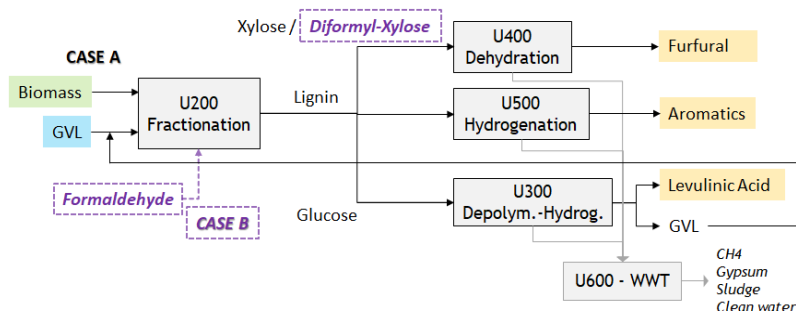 Xylose / Diformyl-Xylose
CASE A
Biomass
GVL
U200
Fractionation
Lignin
U400
Dehydration
Furfural
U500
Hydrogenation
Aromatics
Formaldehyde
CASE B
Glucose
U300
Depolym.-Hydrog.
Levulinic Acid
GVL
U600 - WWT
CH4
Gypsum
Sludge
Clean water